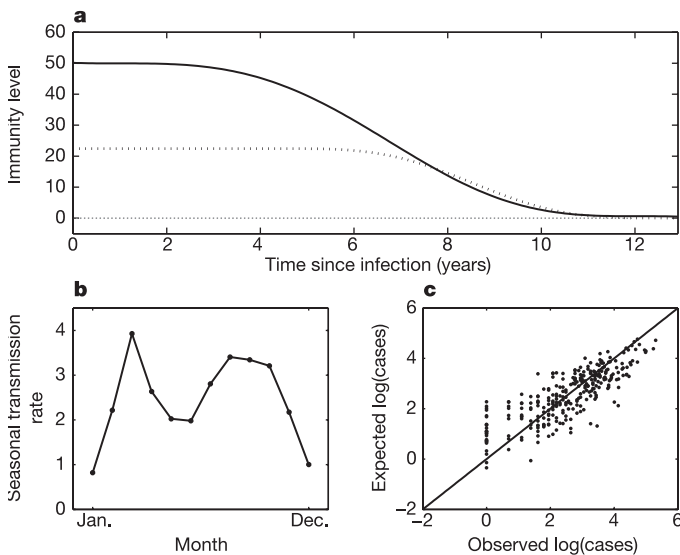 a
Immunity level
60
50
40
30
20
10
0
0 2 4 6 8 10 12
Time since infection (years)
b
Seasonal transmission
rate
4
3
2
1
0
Jan. Dec.
Month
c
Expected log(cases)
6
4
2
0
−2
−2 0 2 4 6
Observed log(cases)